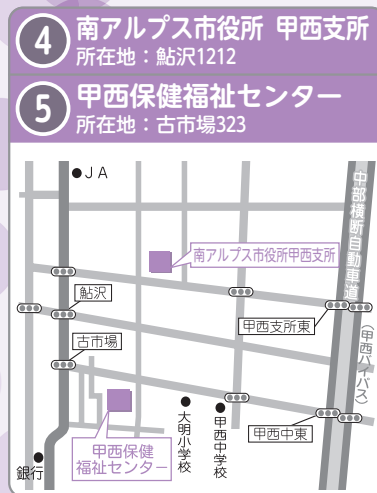 4 南アルプス市役所 甲西支所
所在地：鮎沢1212
5 甲西保健福祉センター
所在地：古市場323
JA
中部横断自動車道
南アルプス市役所甲西支所
鮎沢
甲西支所東
(甲西バイパス)
古市場
大明小学校
甲西中学校
甲西中東
甲西保健
福祉センター
銀行